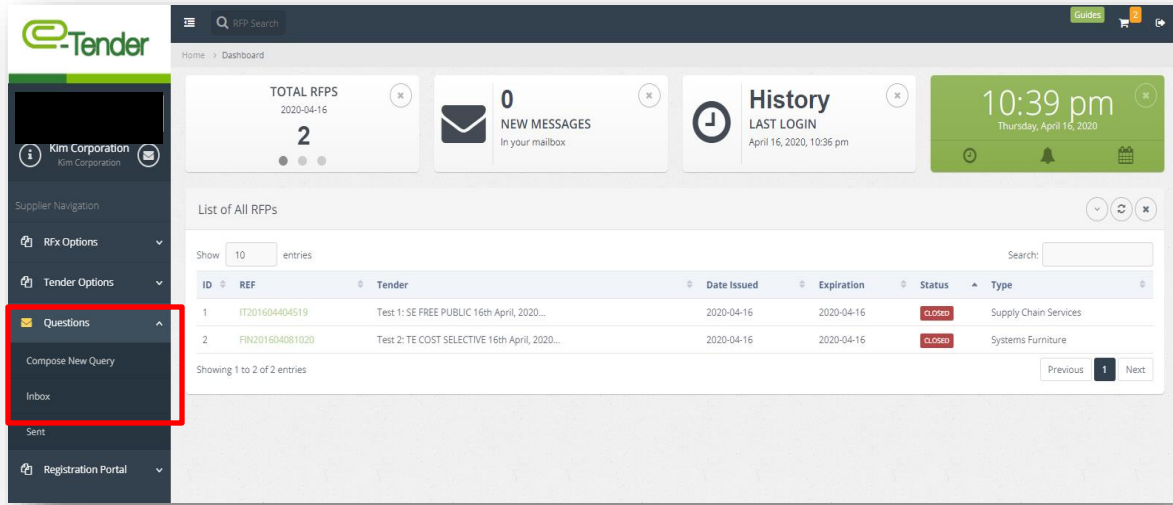 e-Tender
RFP Search
Guides
2
Home > Dashboard
TOTAL RFPS
2020-04-16
2
0
NEW MESSAGES
In your mailbox
History
LAST LOGIN
April 16, 2020, 10:36 pm
10:39 pm
Thursday, April 16, 2020
Kim Corporation
Kim Corporation
Supplier Navigation
RFx Options
Tender Options
Questions
Compose New Query
Inbox
Sent
Registration Portal
List of All RFPs
Show 10 entries
Search:
ID REF Tender Date Issued Expiration Status Type
1 IT201604404519 Test 1: SE FREE PUBLIC 16th April, 2020... 2020-04-16 2020-04-16 CLOSED Supply Chain Services
2 FIN201604081020 Test 2: TE COST SELECTIVE 16th April, 2020... 2020-04-16 2020-04-16 CLOSED Systems Furniture
Showing 1 to 2 of 2 entries
Previous 1 Next